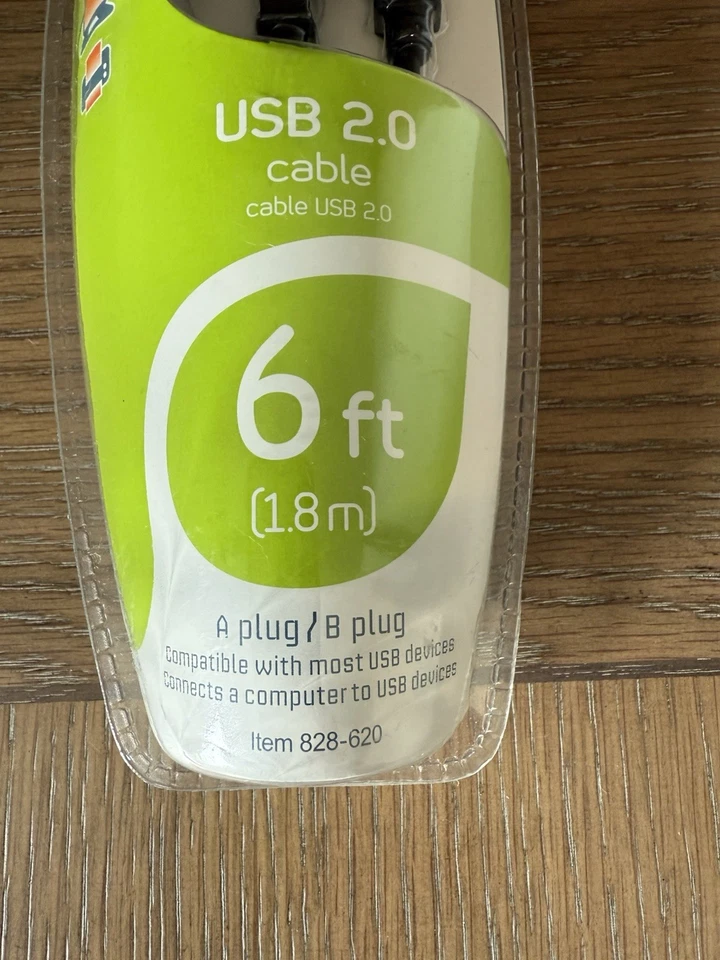 USB 2.0
cable
cable USB 2.0
6 ft
(1.8 m)
A plug/B plug
compatible with most USB devices
connects a computer to USB devices
Item 828-620